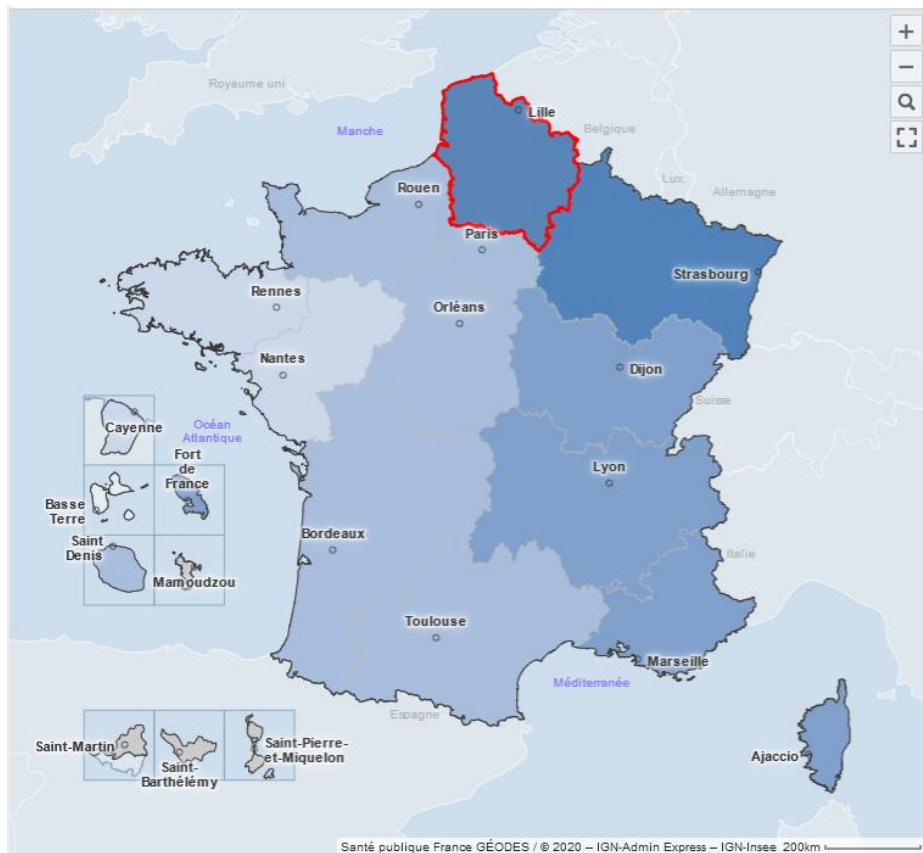 Royaume uni
Lille
Manche
Belgique
Lux.
Allemagne
Rouen
Paris
Strasbourg
Rennes
Orléans
Nantes
Dijon
Suisse
Cayenne
Océan
Atlantique
Fort
de
France
Lyon
Basse
Terre
Saint
Denis
Bordeaux
Italie
Mamoudzou
Toulouse
Marseille
Méditerranée
Espagne
Saint-Martin
Saint-
Barthélémy
Saint-Pierre-
et-Miquelon
Ajaccio
Santé publique France GÉODES / © 2020 – IGN-Admin Express – IGN-Insee 200km